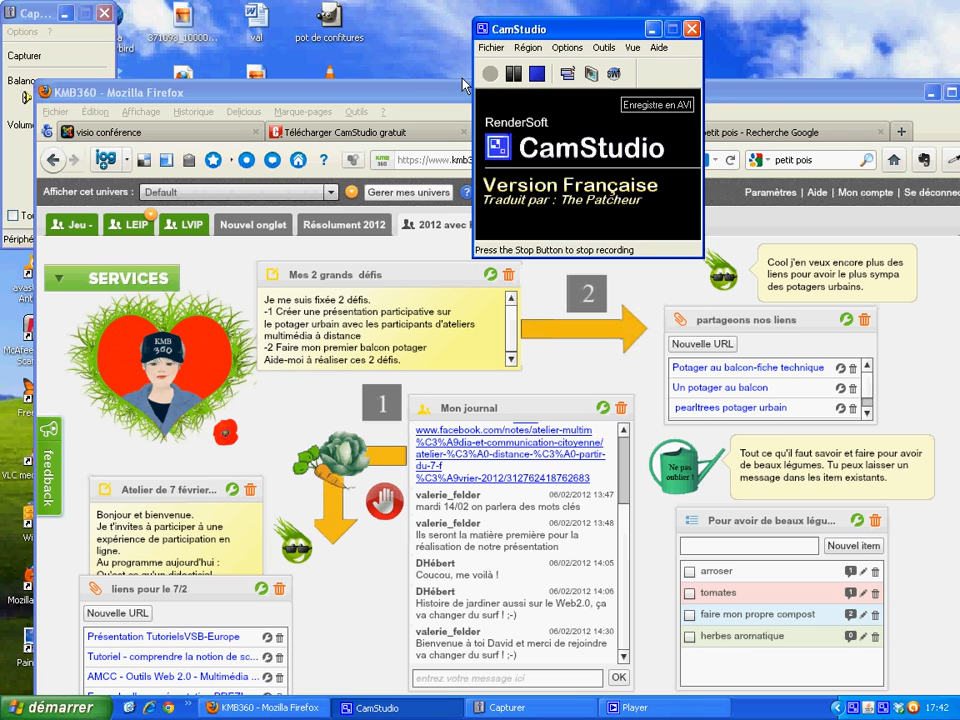 Cap...
Options ?
Capturer
Balanc
Volum
Périphé
371093_10000...
val
pot de confitures
CamStudio
Fichier Région Options Outils Vue Aide
Enregistre en AVI
RenderSoft
CamStudio
Version Française
Traduit par : The Patcheur
Press the Stop Button to stop recording
KMB360 - Mozilla Firefox
Fichier Édition Affichage Historique Delicious Marque-pages Outils ?
visio conférence
Télécharger CamStudio gratuit
petit pois - Recherche Google
https://www.kmb3
petit pois
Afficher cet univers : Default Gerer mes univers
Paramètres | Aide | Mon compte | Se déconne
Jeu -
LEIP
LVIP
Nouvel onglet
Résolument 2012
2012 avec
SERVICES
KMB
360
Mes 2 grands défis
Je me suis fixée 2 défis.
-1 Créer une présentation participative sur
le potager urbain avec les participants d'ateliers
multimédia à distance
-2 Faire mon premier balcon potager
Aide-moi à réaliser ces 2 défis.
2
Cool j'en veux encore plus des
liens pour avoir le plus sympa
des potagers urbains.
partageons nos liens
Nouvelle URL
Potager au balcon-fiche technique
Un potager au balcon
pearltrees potager urbain
1
Mon journal
www.facebook.com/notes/atelier-multim
%C3%A9dia-et-communication-citoyenne/
atelier-%C3%A0-distance-%C3%A0-partir-
du-7-f
%C3%A9vrier-2012/312762418762683
valerie_felder 06/02/2012 13:47
mardi 14/02 on parlera des mots clés
valerie_felder 06/02/2012 13:48
Ils seront la matière première pour la
réalisation de notre présentation
DHébert 06/02/2012 14:05
Coucou, me voilà !
DHébert 06/02/2012 14:06
Histoire de jardiner aussi sur le Web2.0, ça
va changer du surf ! ;-)
valerie_felder 06/02/2012 14:30
Bienvenue à toi David et merci de rejoindre
va changer du surf ! ;-)
entrez votre message ici OK
feedback
Atelier de 7 février...
Bonjour et bienvenue.
Je t'invites à participer à une
expérience de participation en
ligne.
Au programme aujourd'hui :
liens pour le 7/2
Nouvelle URL
Présentation TutorielsVSB-Europe
Tutoriel - comprendre la notion de sc...
AMCC - Outils Web 2.0 - Multimédia ...
Ne pas
oublier !
Tout ce qu'il faut savoir et faire pour avoir
de beaux légumes. Tu peux laisser un
message dans les item existants.
Pour avoir de beaux légu...
Nouvel item
arroser 1
tomates 1
faire mon propre compost 2
herbes aromatique 0
démarrer
KMB360 - Mozilla Firefox
CamStudio
Capturer
Player
17:42